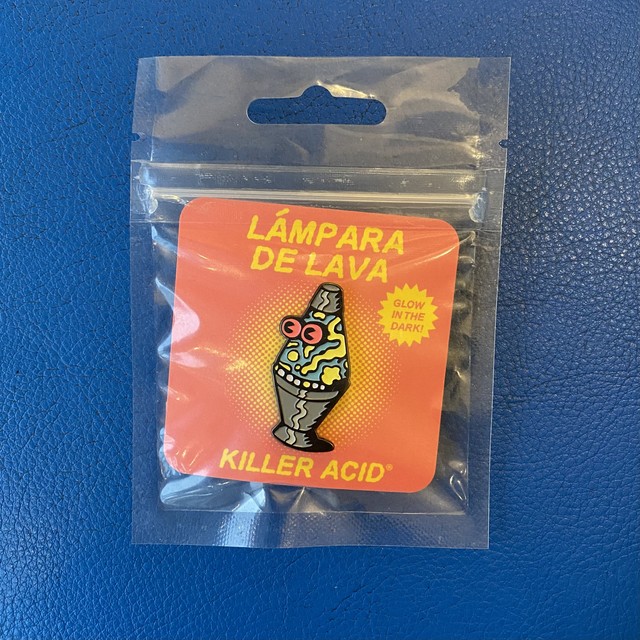 LÁMPARA
DE LAVA
GLOW
IN THE
DARK!
KILLER ACID®